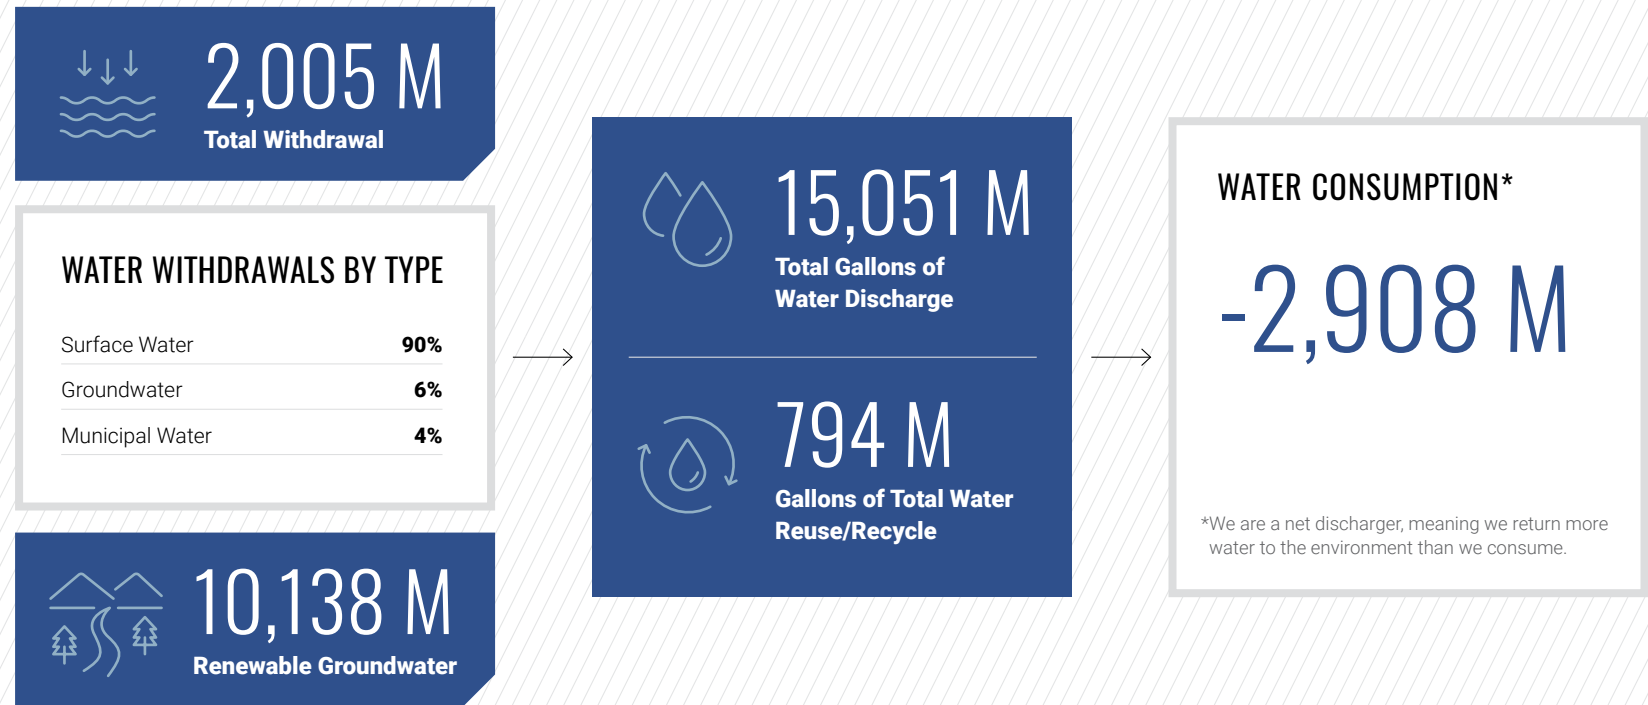 2,005 M
Total Withdrawal
WATER WITHDRAWALS BY TYPE
Surface Water 90%
Groundwater 6%
Municipal Water 4%
10,138 M
Renewable Groundwater
15,051 M
Total Gallons of
Water Discharge
794 M
Gallons of Total Water
Reuse/Recycle
WATER CONSUMPTION*
-2,908 M
*We are a net discharger, meaning we return more
water to the environment than we consume.